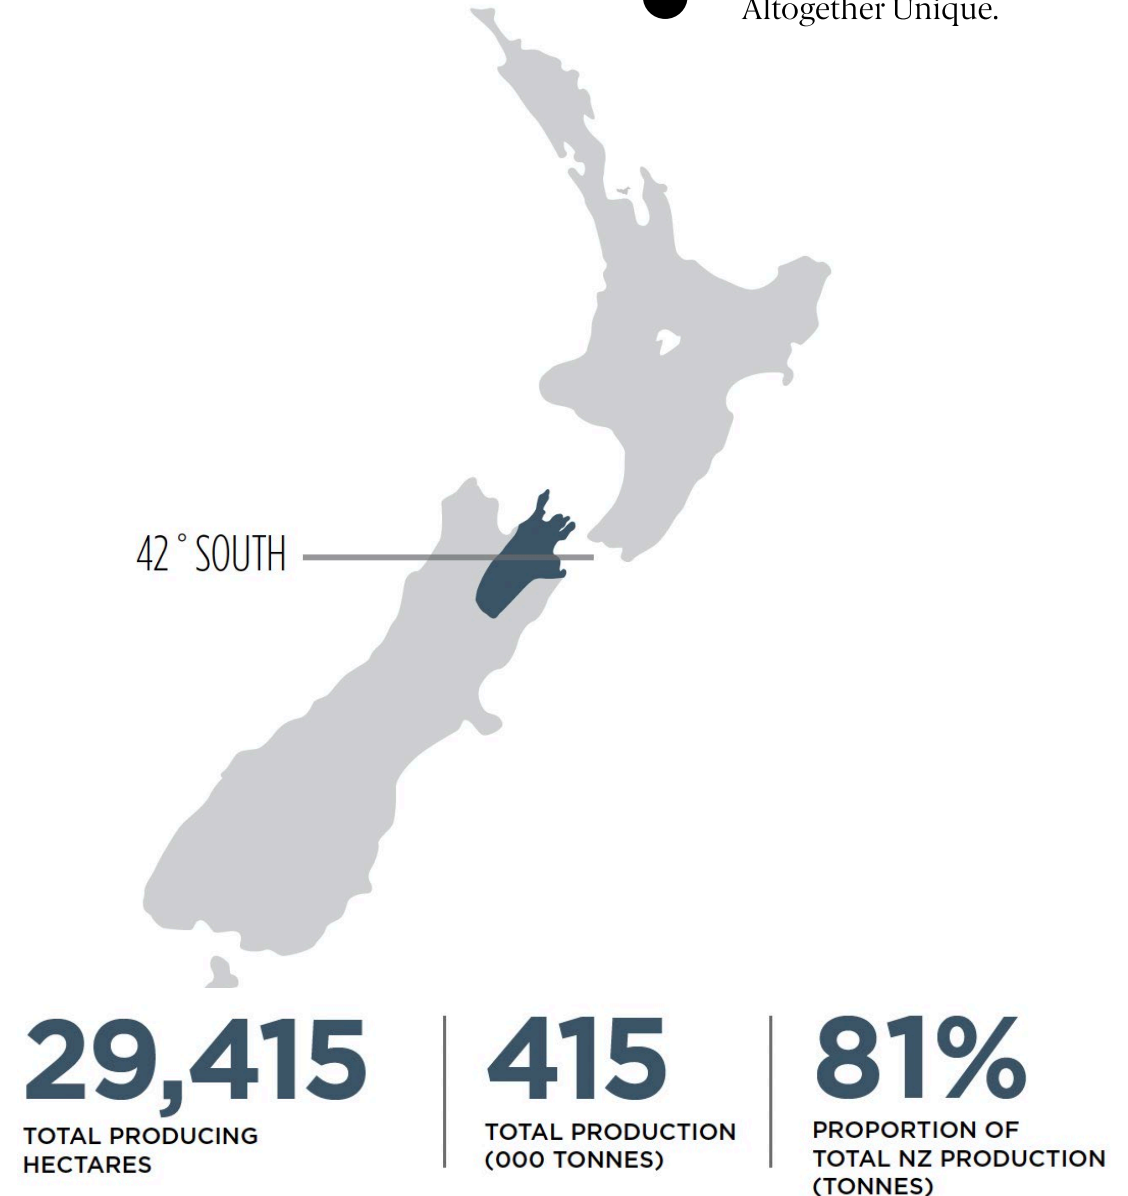 Altogether Unique.
42° SOUTH
29,415
TOTAL PRODUCING
HECTARES
415
TOTAL PRODUCTION
(000 TONNES)
81%
PROPORTION OF
TOTAL NZ PRODUCTION
(TONNES)